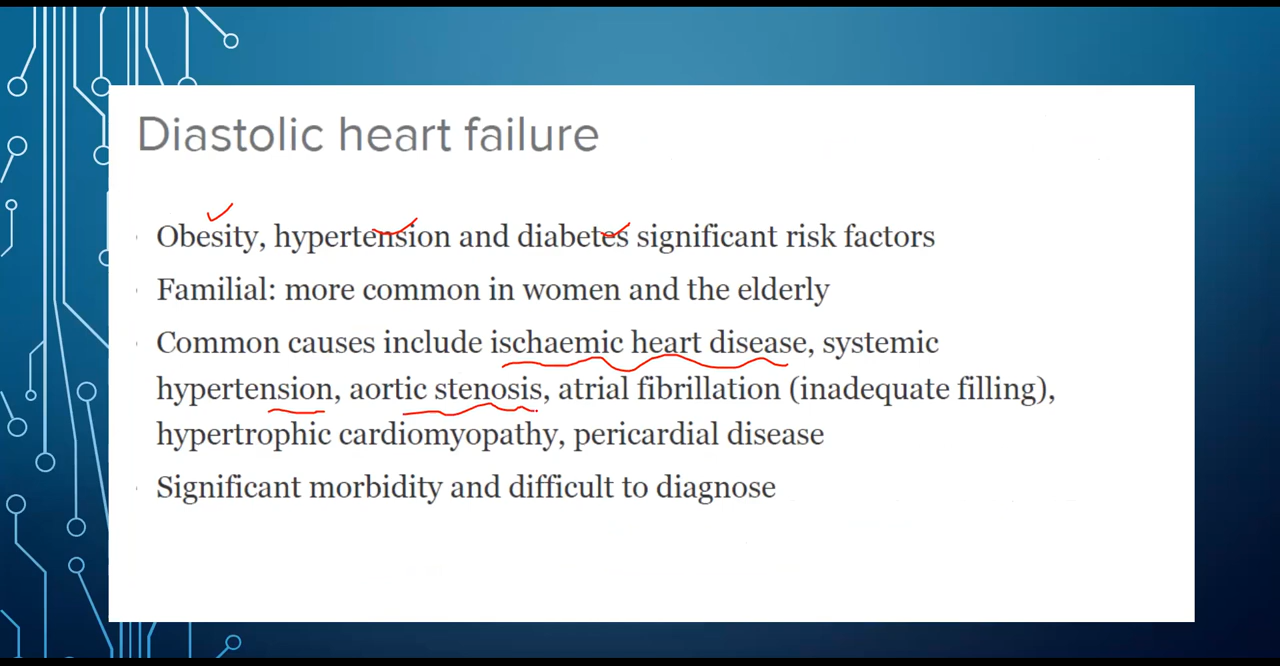 Diastolic heart failure
Obesity, hypertension and diabetes significant risk factors
Familial: more common in women and the elderly
Common causes include ischaemic heart disease, systemic
hypertension, aortic stenosis, atrial fibrillation (inadequate filling),
hypertrophic cardiomyopathy, pericardial disease
Significant morbidity and difficult to diagnose